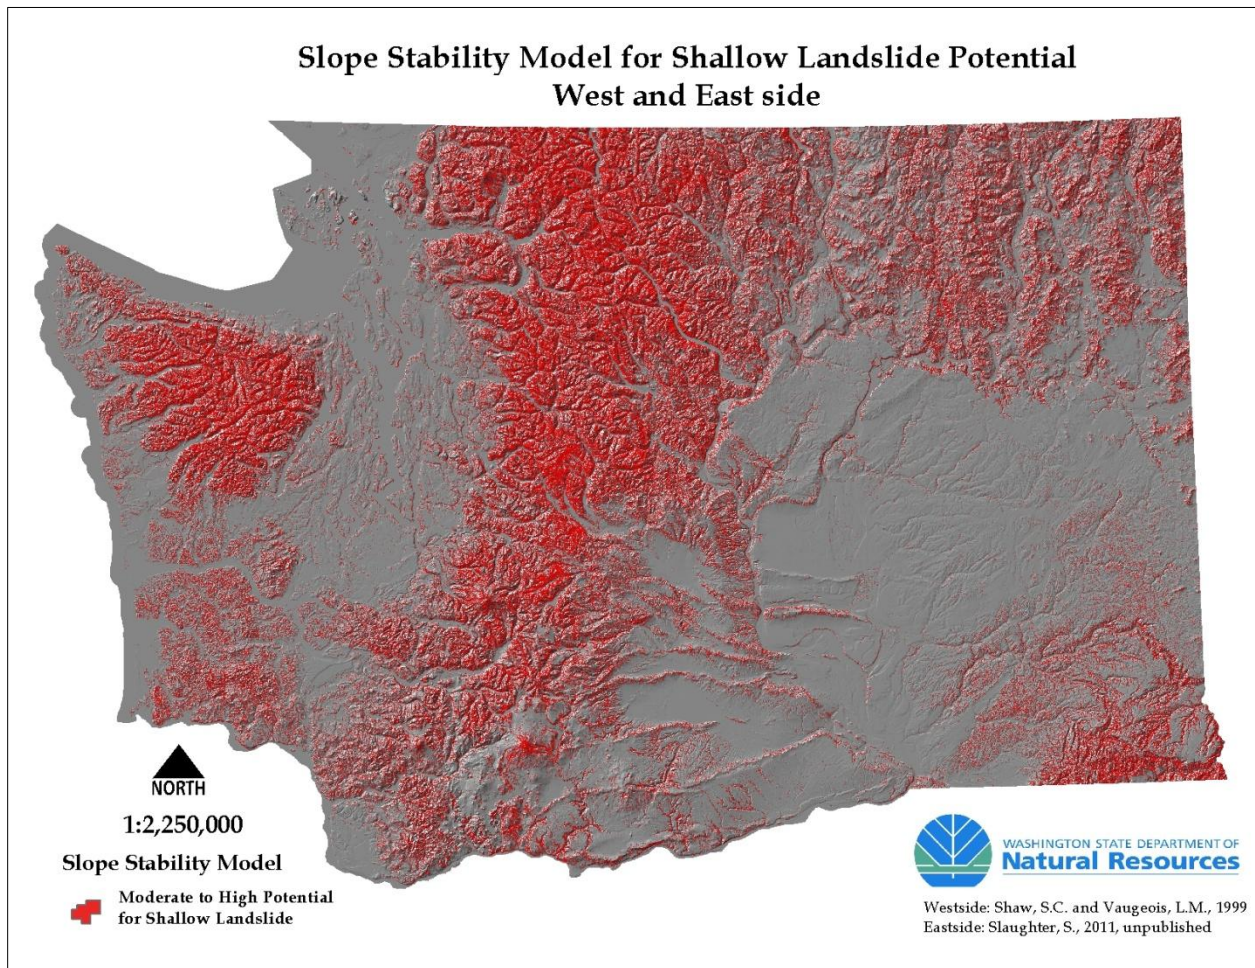 Slope Stability Model for Shallow Landslide Potential
West and East side
NORTH
1:2,250,000
Slope Stability Model
Moderate to High Potential
for Shallow Landslide
WASHINGTON STATE DEPARTMENT OF
Natural Resources
Westside: Shaw, S.C. and Vaugeois, L.M., 1999
Eastside: Slaughter, S., 2011, unpublished